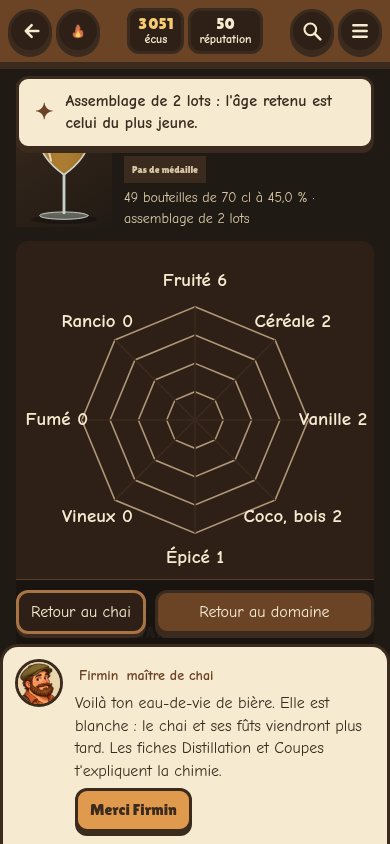 3051
écus
50
réputation
Assemblage de 2 lots : l'âge retenu est
celui du plus jeune.
Pas de médaille
49 bouteilles de 70 cl à 45,0 % ·
assemblage de 2 lots
Fruité 6
Rancio 0
Céréale 2
Fumé 0
Vanille 2
Vineux 0
Coco, bois 2
Épicé 1
Retour au chai
Retour au domaine
Firmin maître de chai
Voilà ton eau-de-vie de bière. Elle est
blanche : le chai et ses fûts viendront plus
tard. Les fiches Distillation et Coupes
t'expliquent la chimie.
Merci Firmin